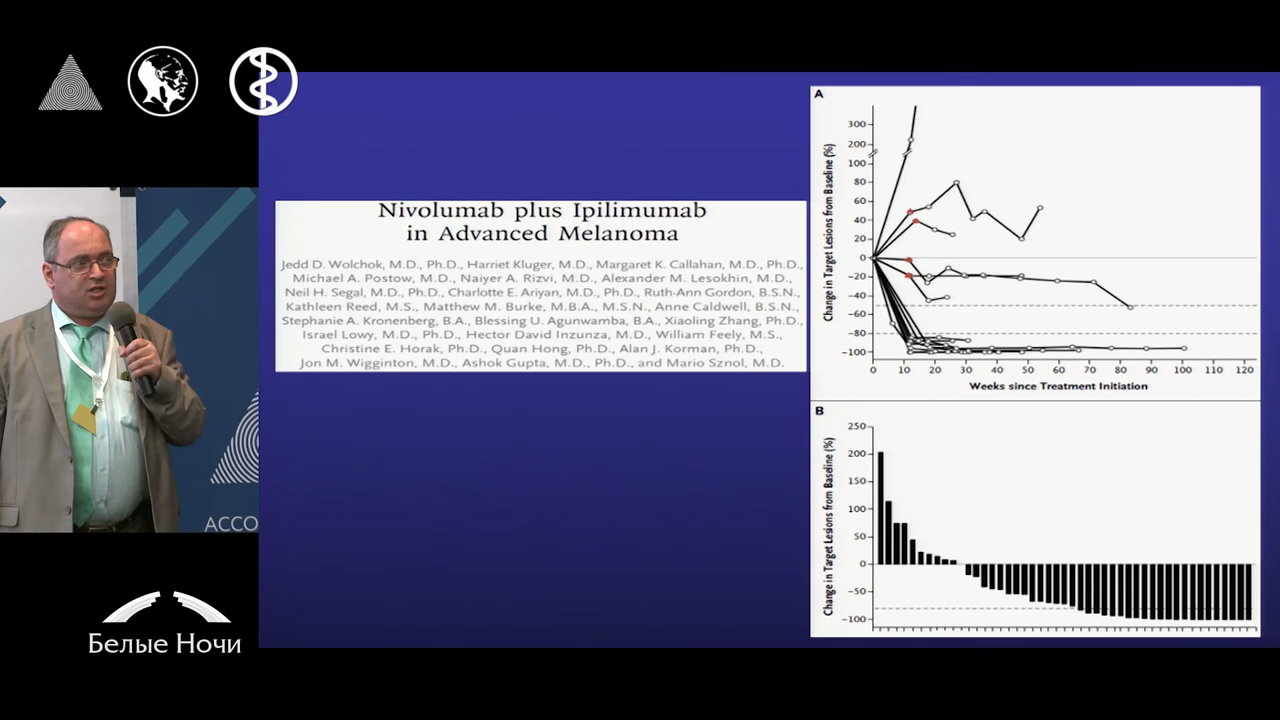 Nivolumab plus Ipilimumab
in Advanced Melanoma
Jedd D. Wolchok, M.D., Ph.D., Harriet Kluger, M.D., Margaret K. Callahan, M.D., Ph.D.,
Michael A. Postow, M.D., Naiyer A. Rizvi, M.D., Alexander M. Lesokhin, M.D.,
Neil H. Segal, M.D., Ph.D., Charlotte E. Ariyan, M.D., Ph.D., Ruth-Ann Gordon, B.S.N.,
Kathleen Reed, M.S., Matthew M. Burke, M.B.A., M.S.N., Anne Caldwell, B.S.N.,
Stephanie A. Kronenberg, B.A., Blessing U. Agunwamba, B.A., Xiaoling Zhang, Ph.D.,
Israel Lowy, M.D., Ph.D., Hector David Inzunza, M.D., William Feely, M.S.,
Christine E. Horak, Ph.D., Quan Hong, Ph.D., Alan J. Korman, Ph.D.,
Jon M. Wigginton, M.D., Ashok Gupta, M.D., Ph.D., and Mario Sznol, M.D.
A
Change in Target Lesions from Baseline (%)
300
200
100
80
60
40
20
0
−20
−40
−60
−80
−100
0 10 20 30 40 50 60 70 80 90 100 110 120
Weeks since Treatment Initiation
B
Change in Target Lesions from Baseline (%)
250
200
150
100
50
0
−50
−100
ACCO
Белые Ночи